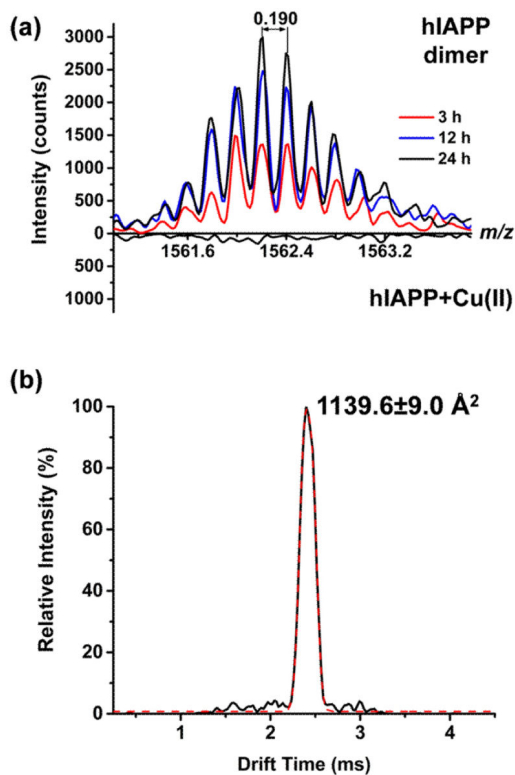 (a)
0.190
hIAPP
dimer
3000
2500
2000
1500
1000
500
0
500
1000
Intensity (counts)
3 h
12 h
24 h
m/z
1561.6
1562.4
1563.2
hIAPP+Cu(II)
(b)
1139.6±9.0 Å²
100
80
60
40
20
0
Relative Intensity (%)
1
2
3
4
Drift Time (ms)